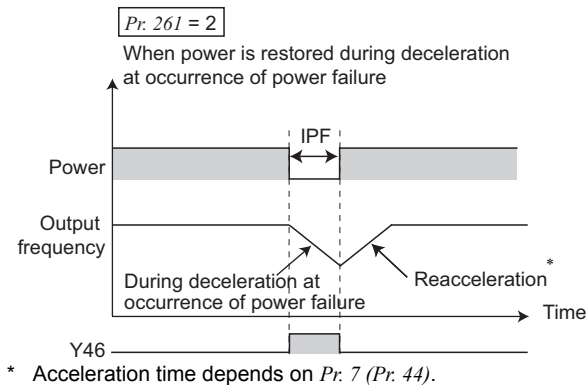 Pr. 261 = 2
When power is restored during deceleration
at occurrence of power failure
IPF
Power
Output
frequency
During deceleration at
occurrence of power failure
Reacceleration*
Time
Y46
* Acceleration time depends on Pr. 7 (Pr. 44).